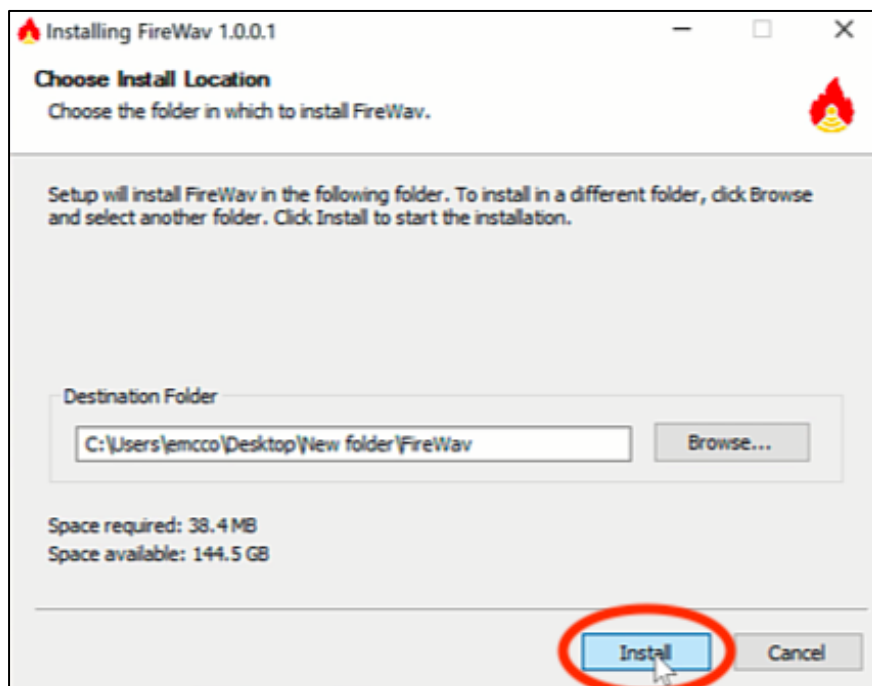 Installing FireWav 1.0.0.1
Choose Install Location
Choose the folder in which to install FireWav.
Setup will install FireWav in the following folder. To install in a different folder, click Browse
and select another folder. Click Install to start the installation.
Destination Folder
C:\Users\emcco\Desktop\New folder\FireWav
Browse...
Space required: 38.4 MB
Space available: 144.5 GB
Install
Cancel